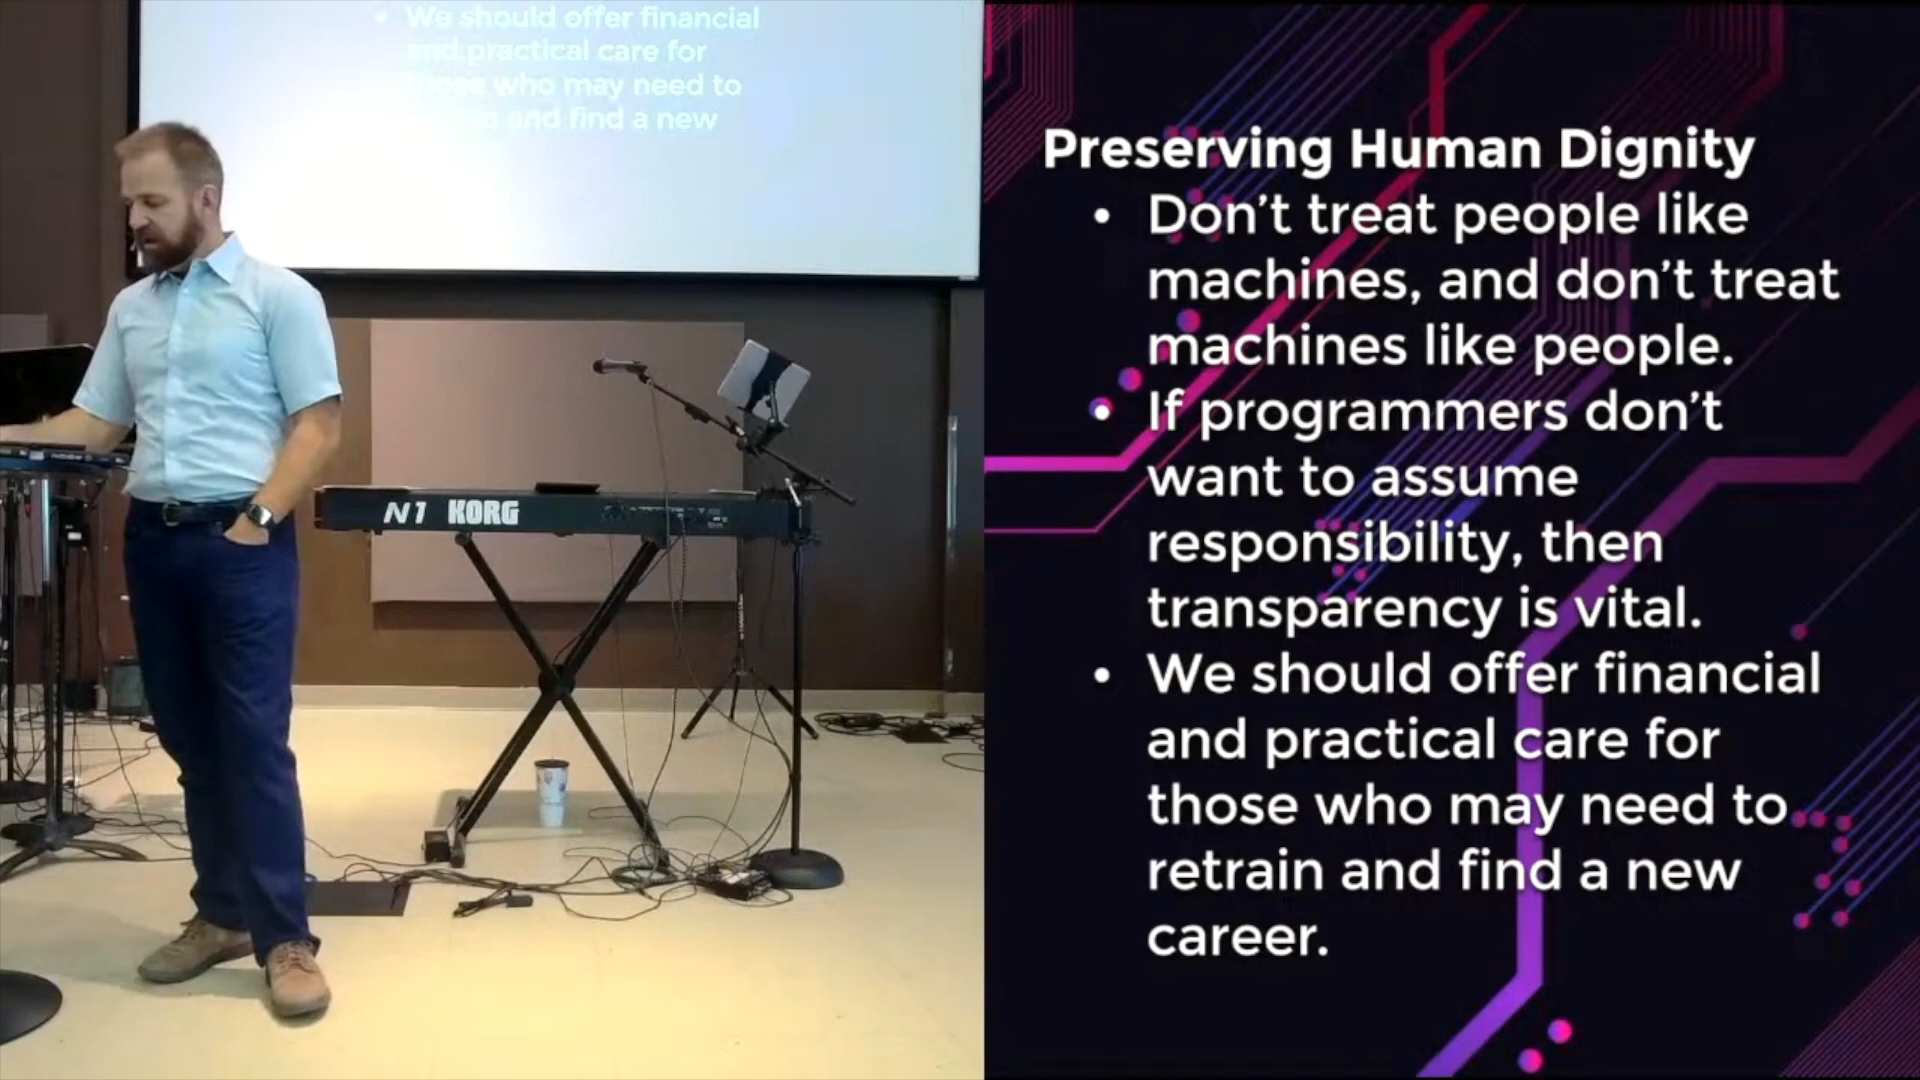 • We should offer financial
and practical care for
those who may need to
and find a new
N1 KORG
Preserving Human Dignity
• Don't treat people like
machines, and don't treat
machines like people.
• If programmers don't
want to assume
responsibility, then
transparency is vital.
• We should offer financial
and practical care for
those who may need to
retrain and find a new
career.